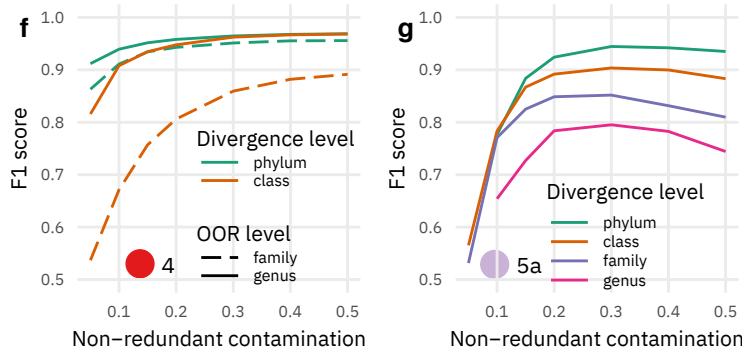 f
1.0
0.9
0.8
0.7
0.6
0.5
F1 score
Divergence level
phylum
class
OOR level
family
genus
4
0.1 0.2 0.3 0.4 0.5
Non−redundant contamination
g
1.0
0.9
0.8
0.7
0.6
0.5
F1 score
Divergence level
phylum
class
family
genus
5a
0.1 0.2 0.3 0.4 0.5
Non−redundant contamination